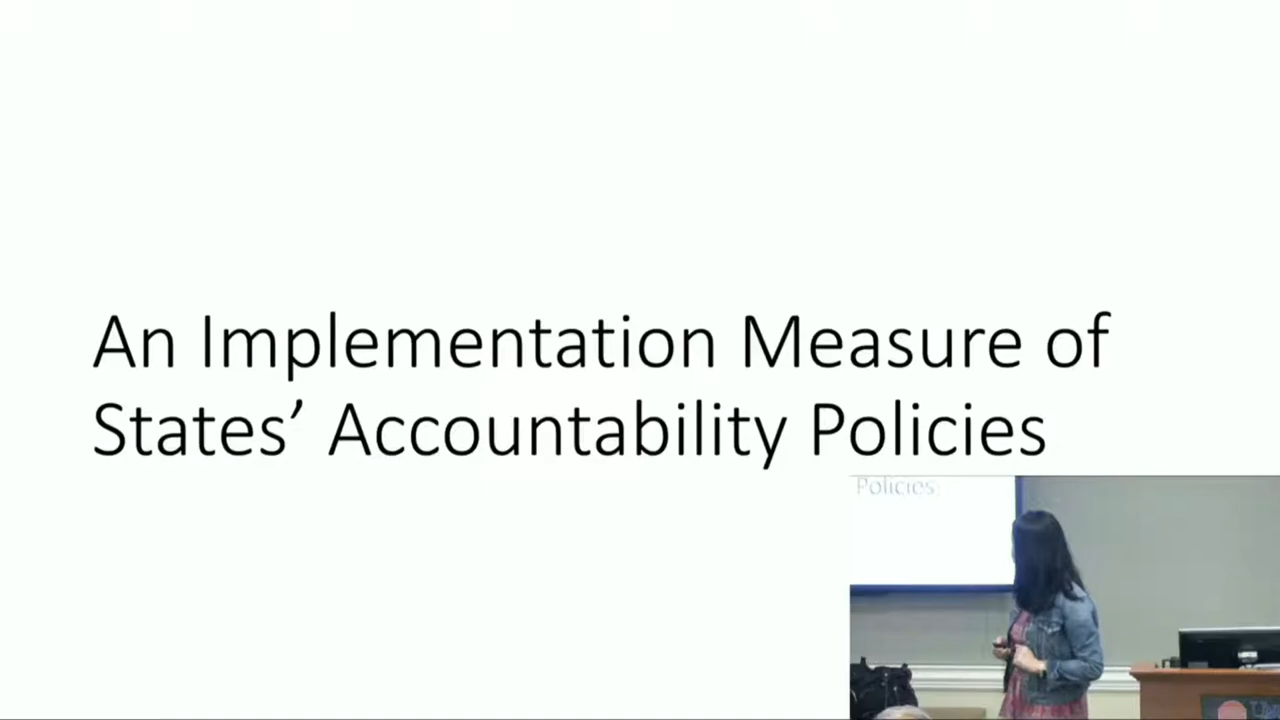 An Implementation Measure of
States’ Accountability Policies
Policies